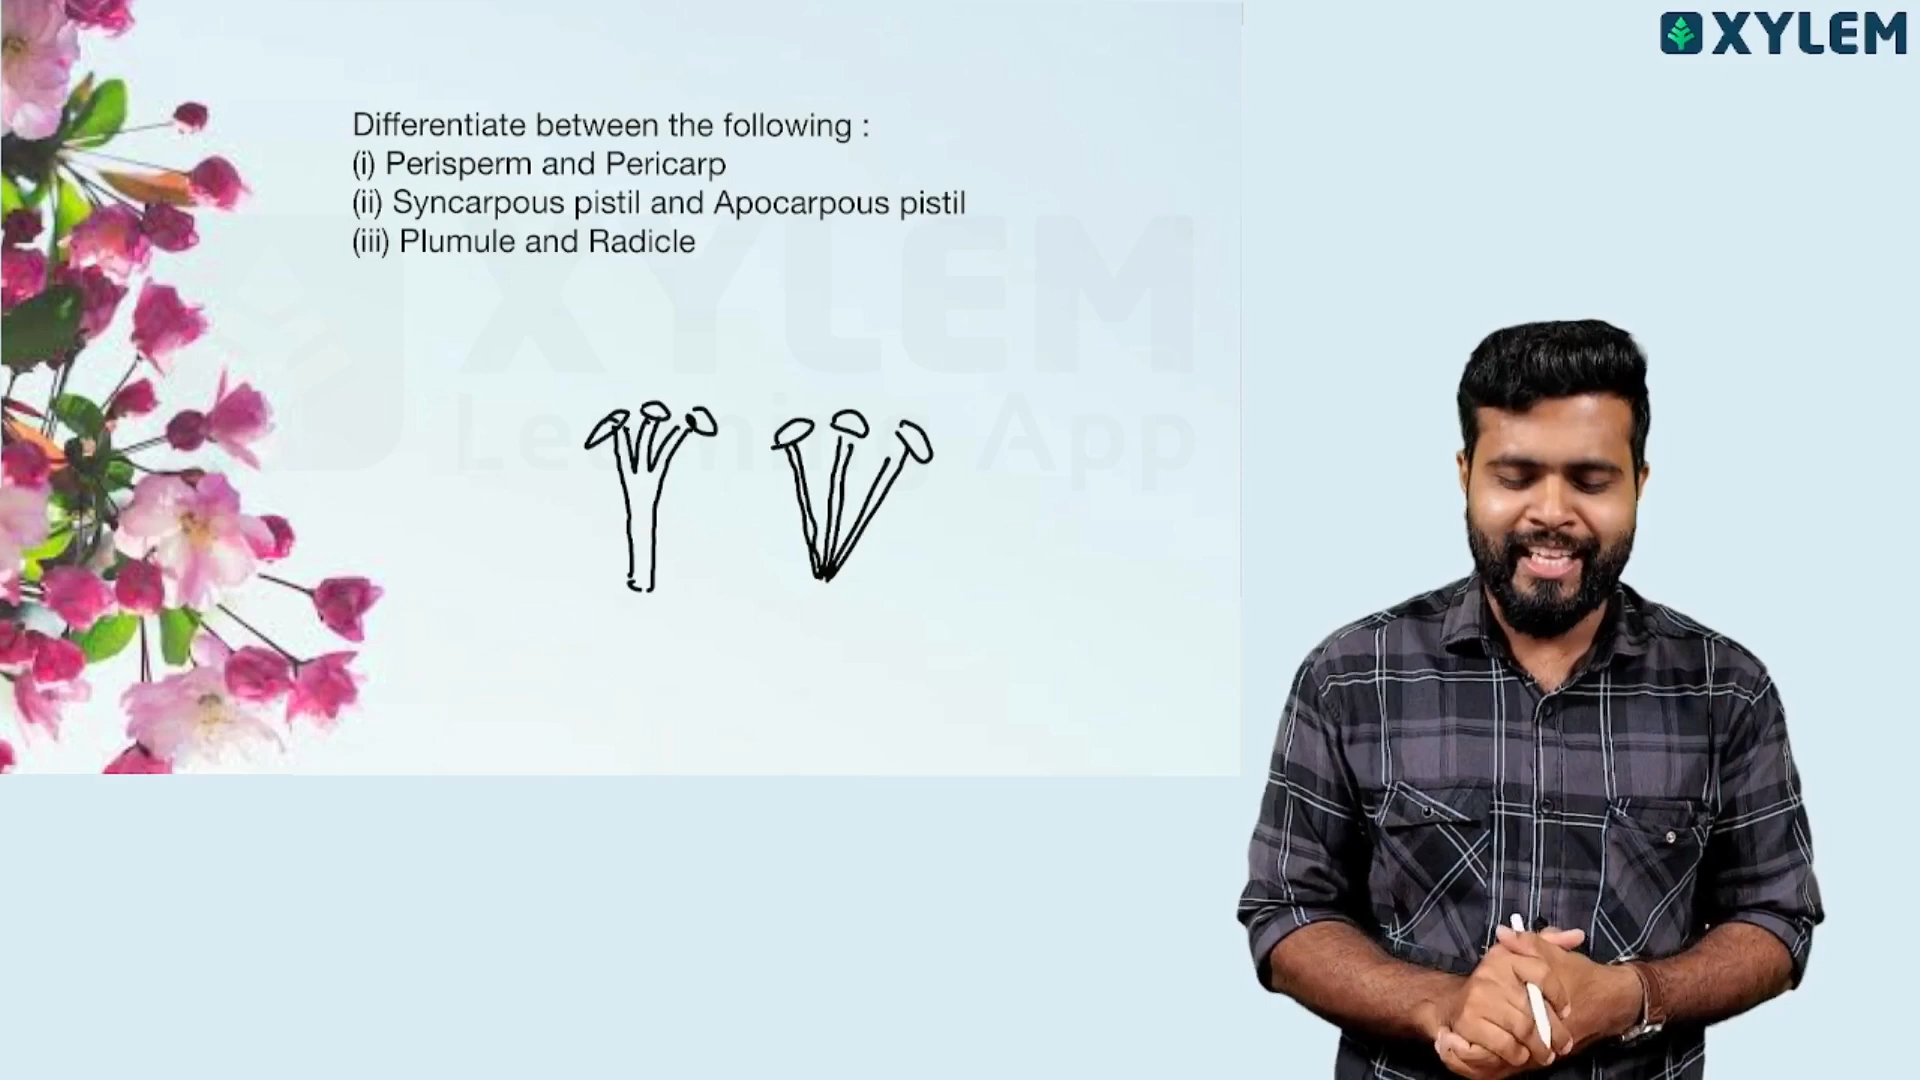 XYLEM
Differentiate between the following :
(i) Perisperm and Pericarp
(ii) Syncarpous pistil and Apocarpous pistil
(iii) Plumule and Radicle
XYLEM
Learning App